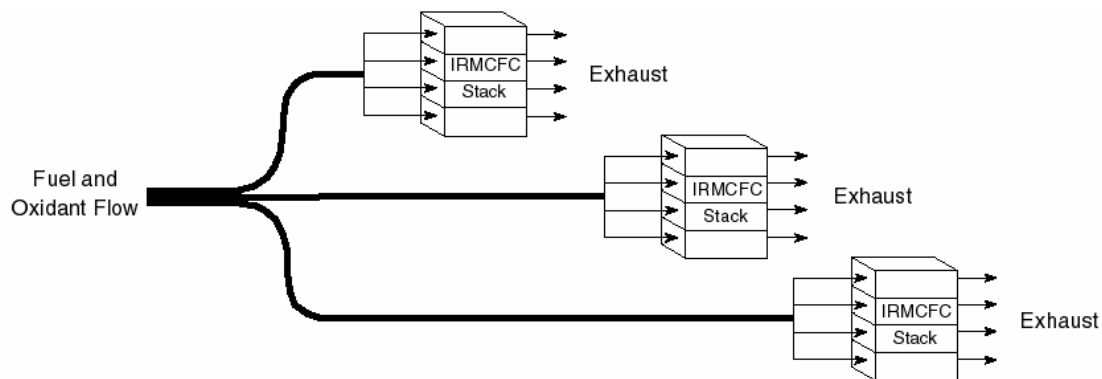 IRMCFC
Stack
Exhaust
Fuel and
Oxidant Flow
IRMCFC
Stack
Exhaust
IRMCFC
Stack
Exhaust